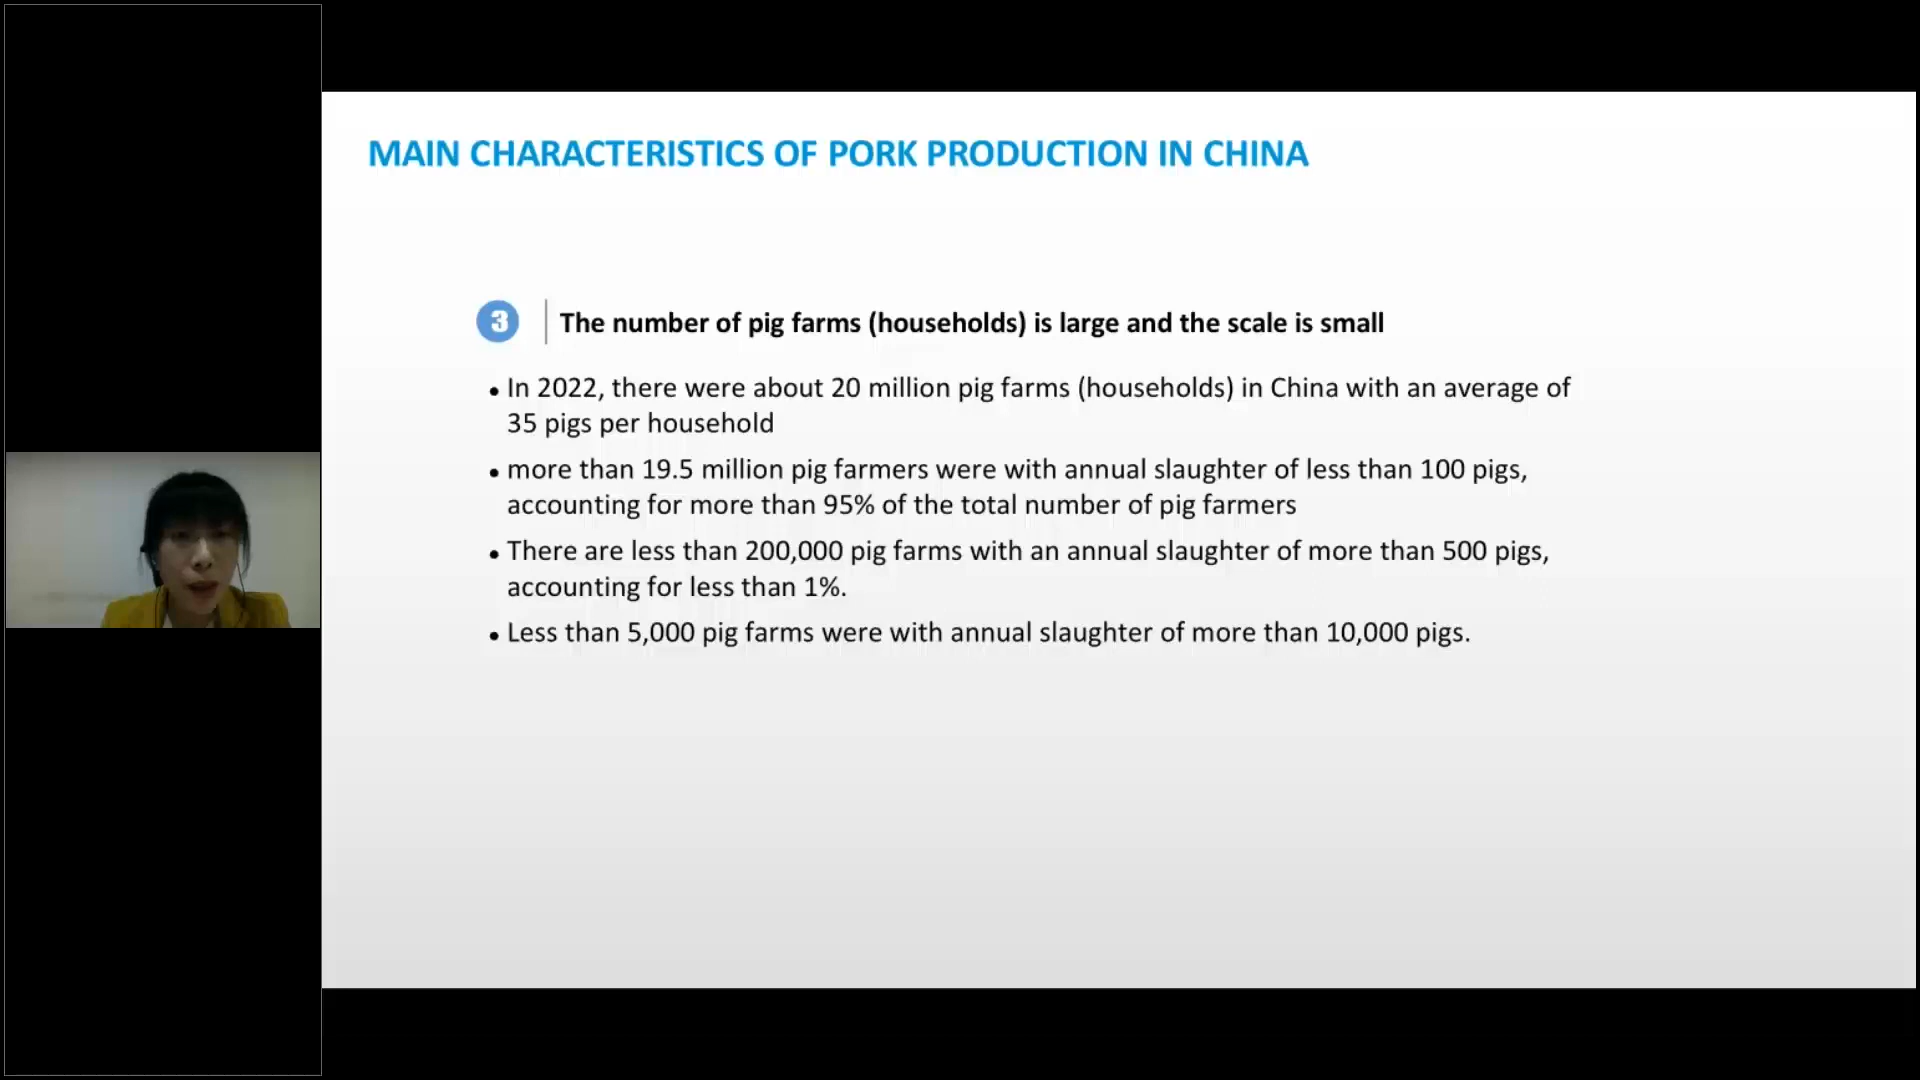 MAIN CHARACTERISTICS OF PORK PRODUCTION IN CHINA
3
The number of pig farms (households) is large and the scale is small
• In 2022, there were about 20 million pig farms (households) in China with an average of
35 pigs per household
• more than 19.5 million pig farmers were with annual slaughter of less than 100 pigs,
accounting for more than 95% of the total number of pig farmers
• There are less than 200,000 pig farms with an annual slaughter of more than 500 pigs,
accounting for less than 1%.
• Less than 5,000 pig farms were with annual slaughter of more than 10,000 pigs.